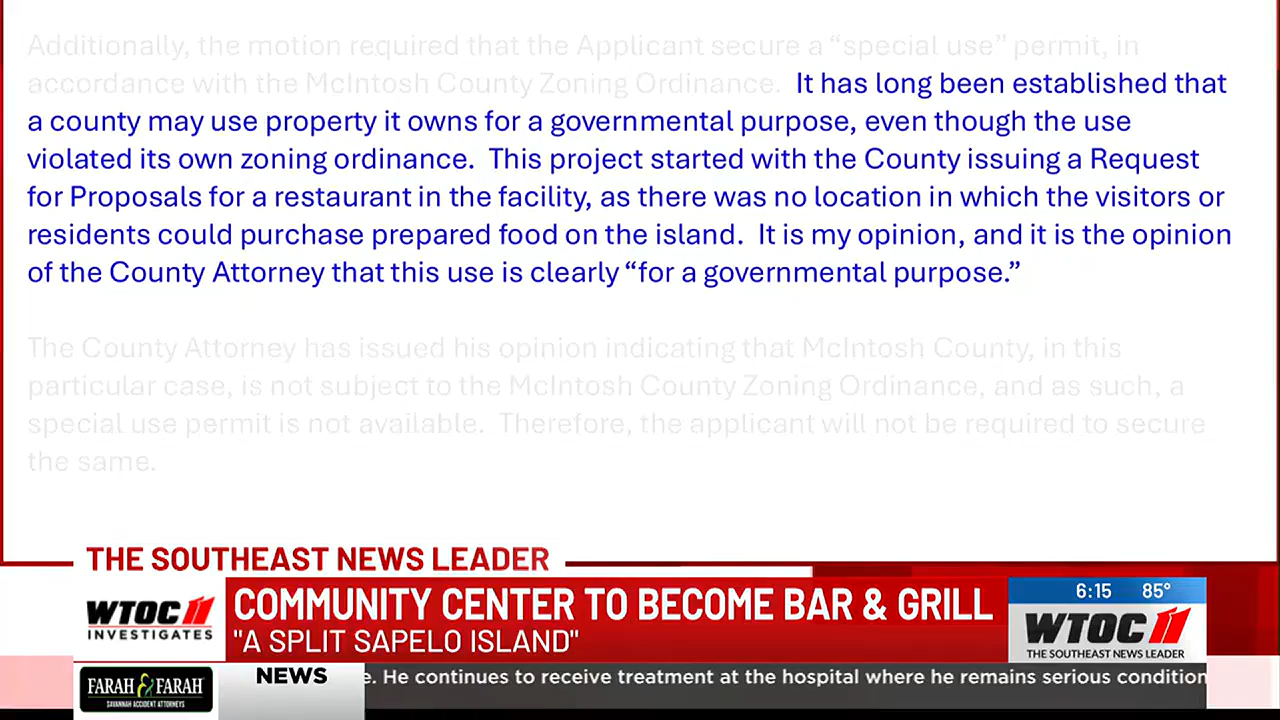 Additionally, the motion required that the Applicant secure a “special use” permit, in
accordance with the McIntosh County Zoning Ordinance. It has long been established that
a county may use property it owns for a governmental purpose, even though the use
violated its own zoning ordinance. This project started with the County issuing a Request
for Proposals for a restaurant in the facility, as there was no location in which the visitors or
residents could purchase prepared food on the island. It is my opinion, and it is the opinion
of the County Attorney that this use is clearly “for a governmental purpose.”
The County Attorney has issued his opinion indicating that McIntosh County, in this
particular case, is not subject to the McIntosh County Zoning Ordinance, and as such, a
special use permit is not available. Therefore, the applicant will not be required to secure
the same.
THE SOUTHEAST NEWS LEADER
WTOC 11
INVESTIGATES
COMMUNITY CENTER TO BECOME BAR & GRILL
"A SPLIT SAPELO ISLAND"
6:15 85°
WTOC 11
THE SOUTHEAST NEWS LEADER
FARAH & FARAH
SAVANNAH ACCIDENT ATTORNEYS
NEWS
e. He continues to receive treatment at the hospital where he remains serious condition